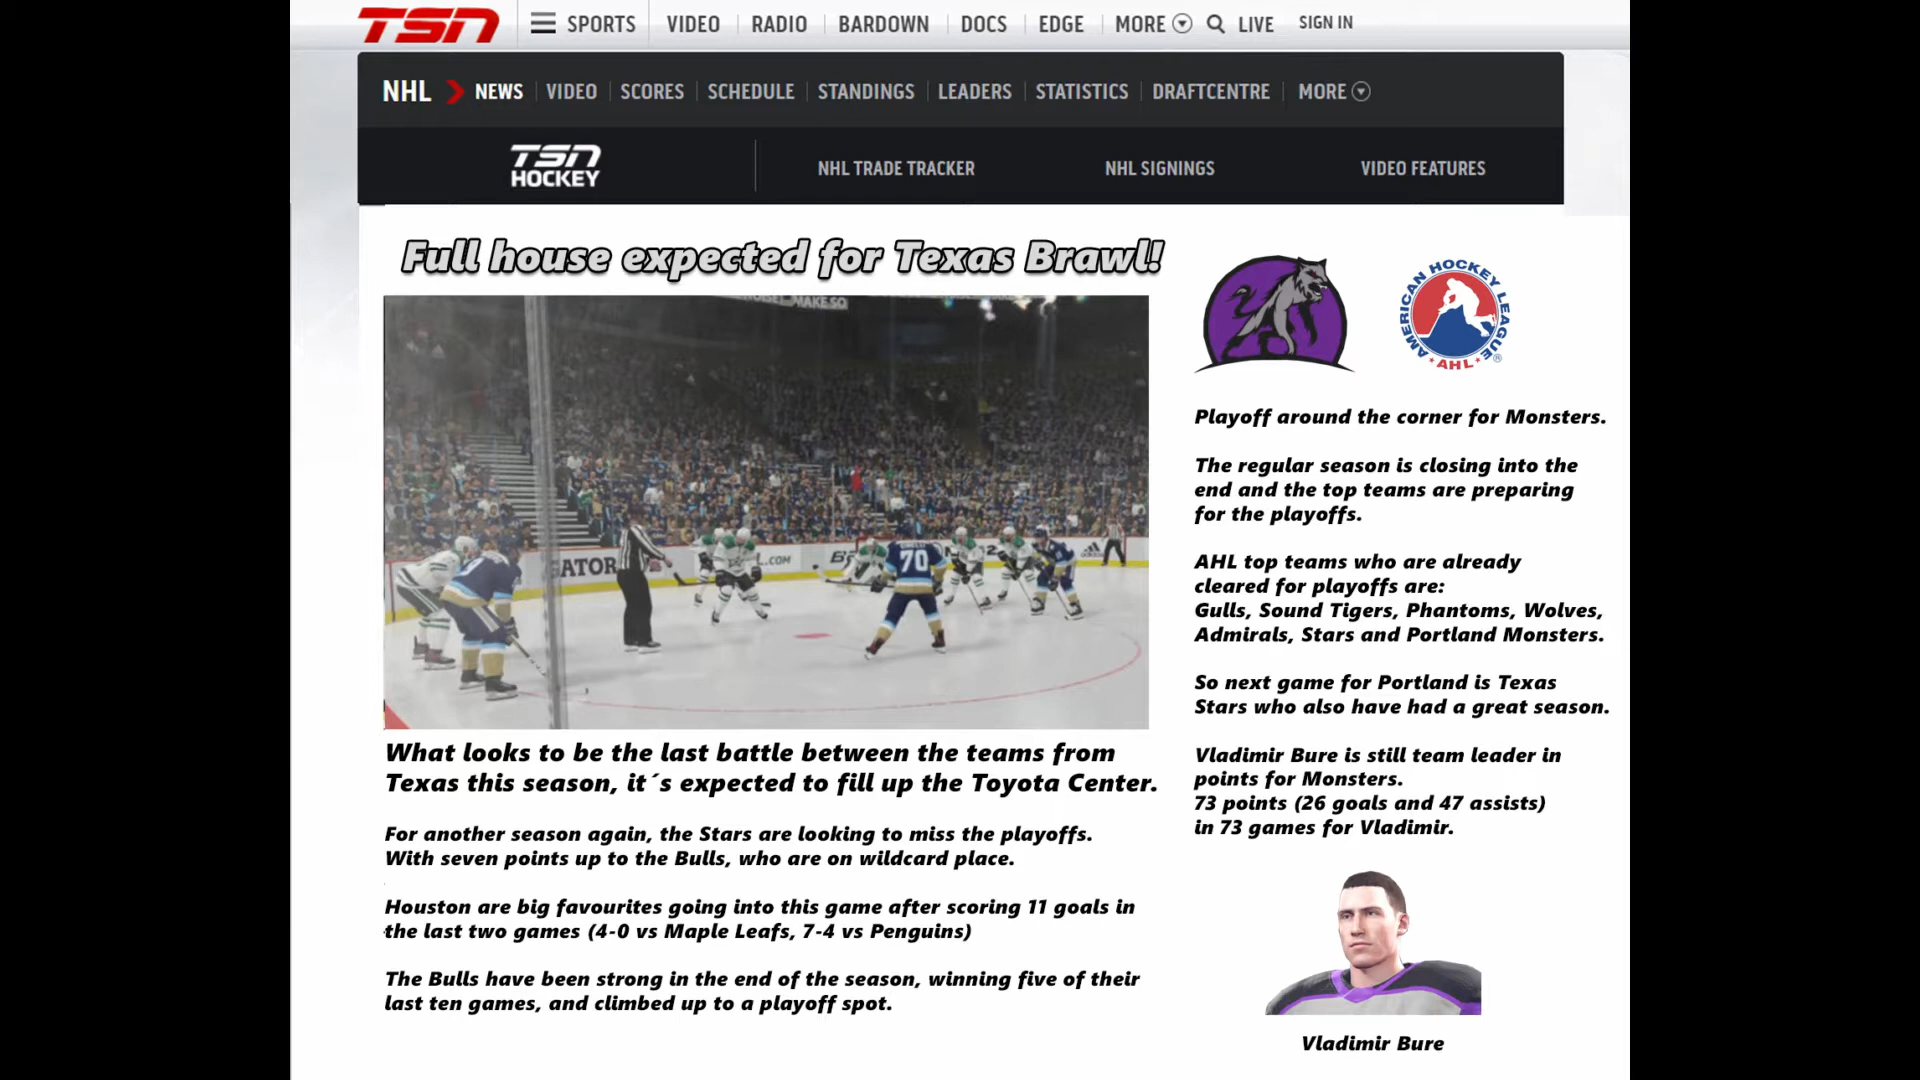 TSN
SPORTS
VIDEO
RADIO
BARDOWN
DOCS
EDGE
MORE
LIVE
SIGN IN
NHL
NEWS
VIDEO
SCORES
SCHEDULE
STANDINGS
LEADERS
STATISTICS
DRAFTCENTRE
MORE
TSN
HOCKEY
NHL TRADE TRACKER
NHL SIGNINGS
VIDEO FEATURES
Full house expected for Texas Brawl!
MAKE SO
GATOR
.COM
70
adidas
What looks to be the last battle between the teams from
Texas this season, it´s expected to fill up the Toyota Center.
For another season again, the Stars are looking to miss the playoffs.
With seven points up to the Bulls, who are on wildcard place.
Houston are big favourites going into this game after scoring 11 goals in
the last two games (4-0 vs Maple Leafs, 7-4 vs Penguins)
The Bulls have been strong in the end of the season, winning five of their
last ten games, and climbed up to a playoff spot.
AMERICAN HOCKEY LEAGUE
AHL
®
Playoff around the corner for Monsters.
The regular season is closing into the
end and the top teams are preparing
for the playoffs.
AHL top teams who are already
cleared for playoffs are:
Gulls, Sound Tigers, Phantoms, Wolves,
Admirals, Stars and Portland Monsters.
So next game for Portland is Texas
Stars who also have had a great season.
Vladimir Bure is still team leader in
points for Monsters.
73 points (26 goals and 47 assists)
in 73 games for Vladimir.
Vladimir Bure